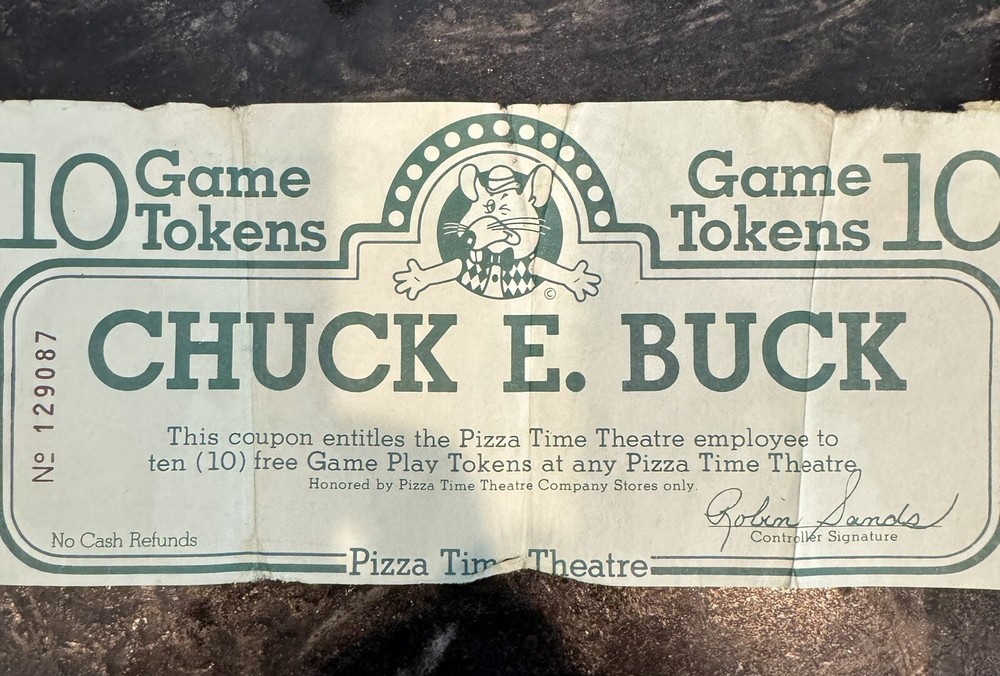 10 Game Tokens
Game Tokens 10
©
CHUCK E. BUCK
Nº 129087
This coupon entitles the Pizza Time Theatre employee to
ten (10) free Game Play Tokens at any Pizza Time Theatre
Honored by Pizza Time Theatre Company Stores only.
Robin Sands
Controller Signature
No Cash Refunds
Pizza Tim Theatre